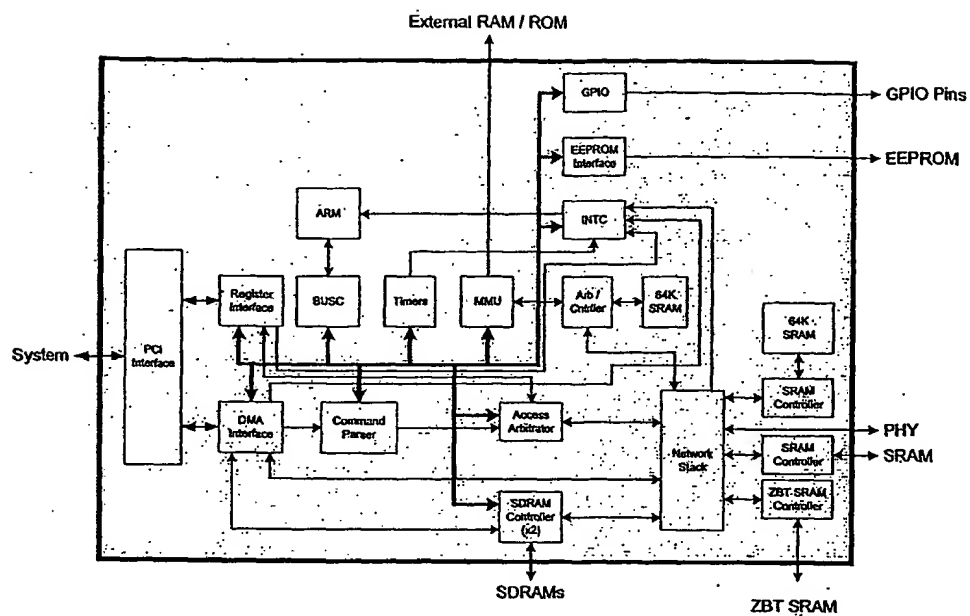 External RAM / ROM
GPIO
GPIO Pins
EEPROM
Interface
EEPROM
ARM
INTC
Register
Interface
BUSC
Timers
MMU
Arb /
Cntller
64K
SRAM
64K
SRAM
System
PCI
Interface
SRAM
Controller
DMA
Interface
Command
Parser
Access
Arbitrator
PHY
Network
Stack
SRAM
Controller
SRAM
ZBT SRAM
Controller
SDRAM
Controller
(x2)
SDRAMs
ZBT SRAM